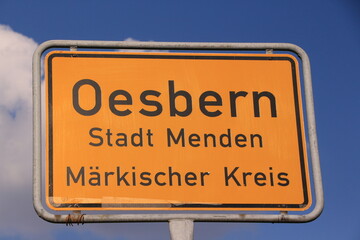 Oesbern
Stadt Menden
Märkischer Kreis